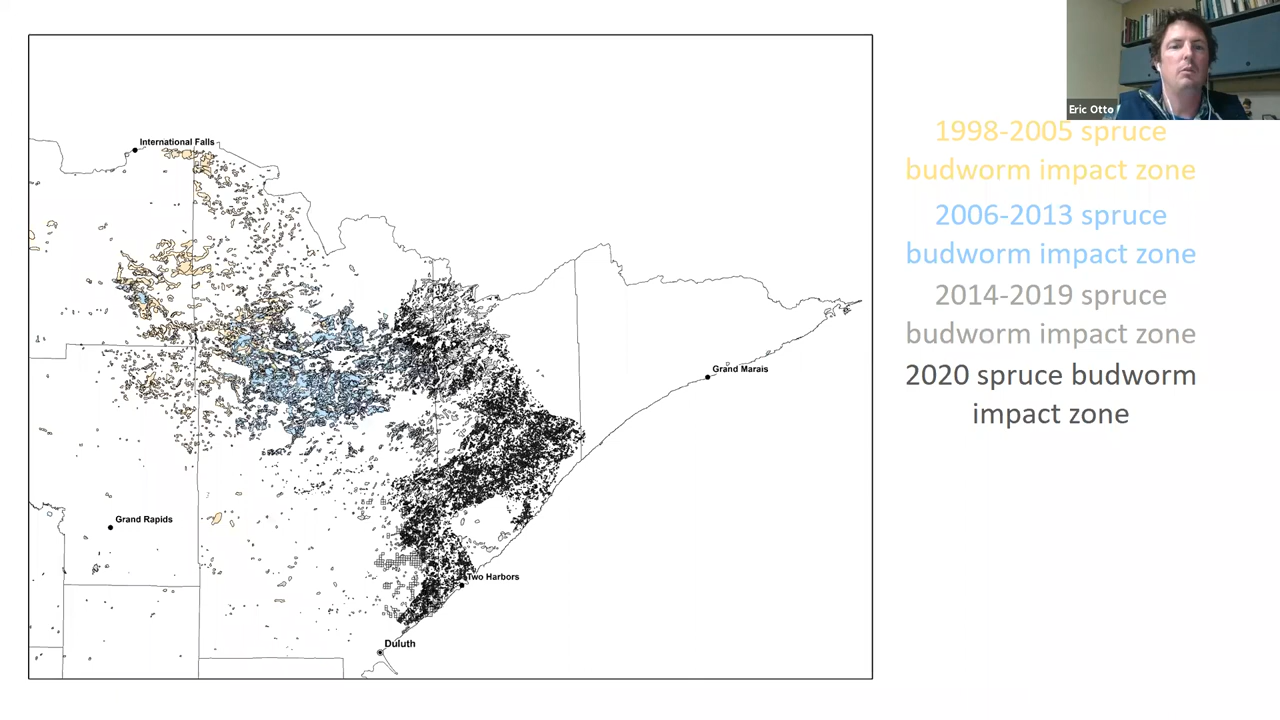 Eric Otto
International Falls
Grand Marais
Grand Rapids
Two Harbors
Duluth
1998-2005 spruce
budworm impact zone
2006-2013 spruce
budworm impact zone
2014-2019 spruce
budworm impact zone
2020 spruce budworm
impact zone